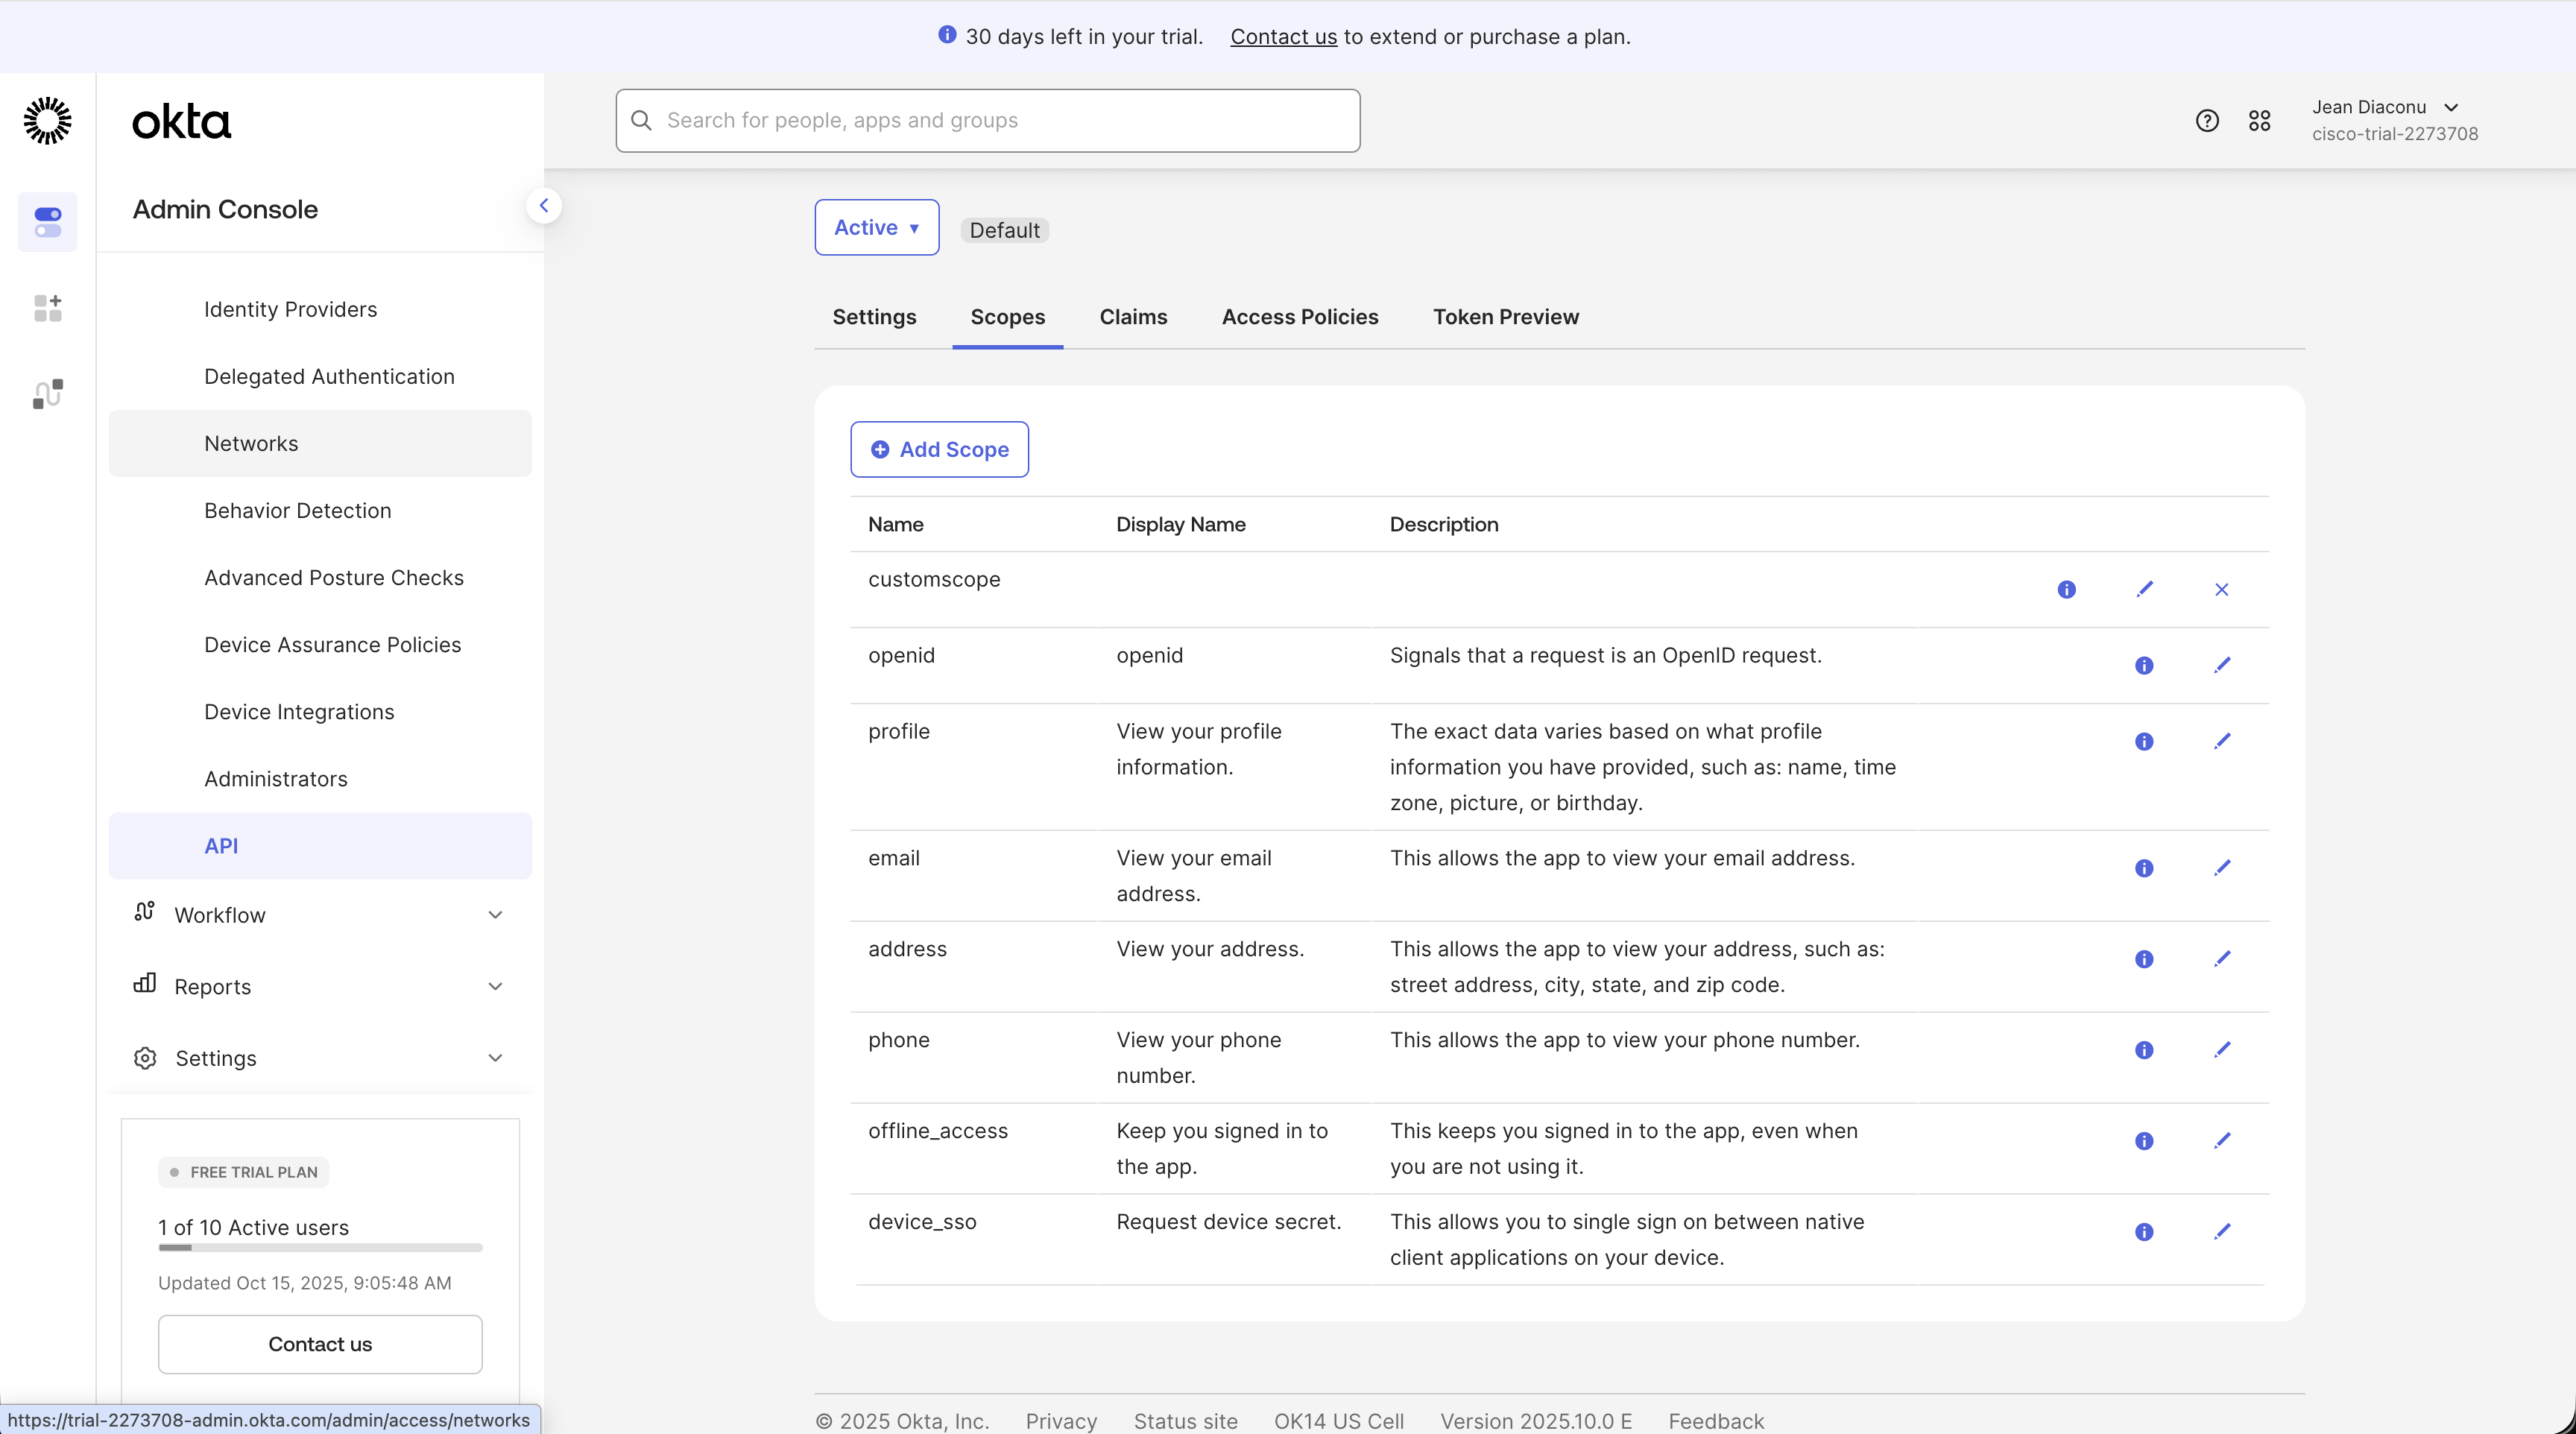 30 days left in your trial. Contact us to extend or purchase a plan.
okta
Search for people, apps and groups
Jean Diaconu
cisco-trial-2273708
Admin Console
Identity Providers
Delegated Authentication
Networks
Behavior Detection
Advanced Posture Checks
Device Assurance Policies
Device Integrations
Administrators
API
Workflow
Reports
Settings
FREE TRIAL PLAN
1 of 10 Active users
Updated Oct 15, 2025, 9:05:48 AM
Contact us
https://trial-2273708-admin.okta.com/admin/access/networks
Active
Default
Settings Scopes Claims Access Policies Token Preview
Add Scope
Name Display Name Description
customscope
openid openid Signals that a request is an OpenID request.
profile View your profile The exact data varies based on what profile
information. information you have provided, such as: name, time
zone, picture, or birthday.
email View your email This allows the app to view your email address.
address.
address View your address. This allows the app to view your address, such as:
street address, city, state, and zip code.
phone View your phone This allows the app to view your phone number.
number.
offline_access Keep you signed in to This keeps you signed in to the app, even when
the app. you are not using it.
device_sso Request device secret. This allows you to single sign on between native
client applications on your device.
© 2025 Okta, Inc. Privacy Status site OK14 US Cell Version 2025.10.0 E Feedback